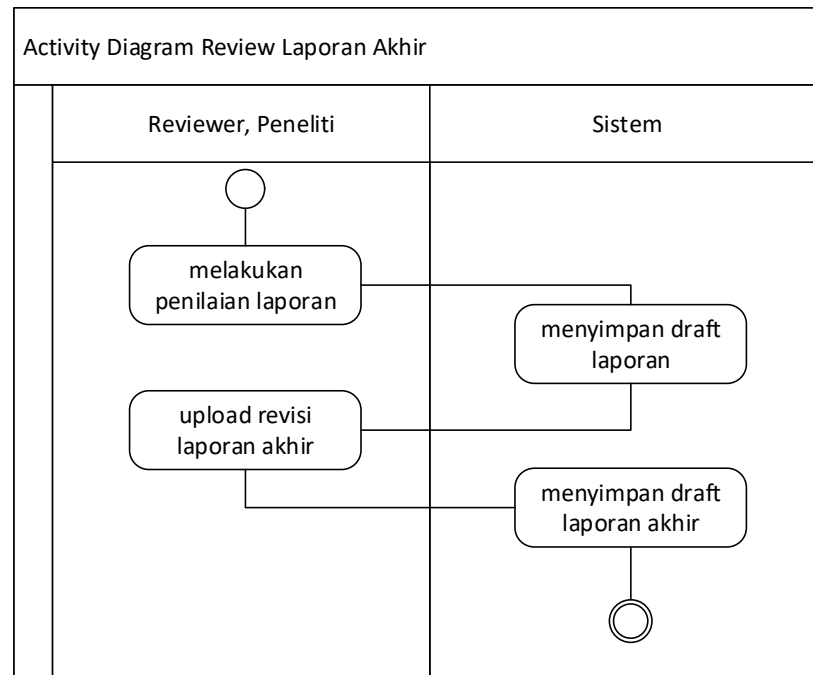 Activity Diagram Review Laporan Akhir
Reviewer, Peneliti
Sistem
melakukan
penilaian laporan
menyimpan draft
laporan
upload revisi
laporan akhir
menyimpan draft
laporan akhir